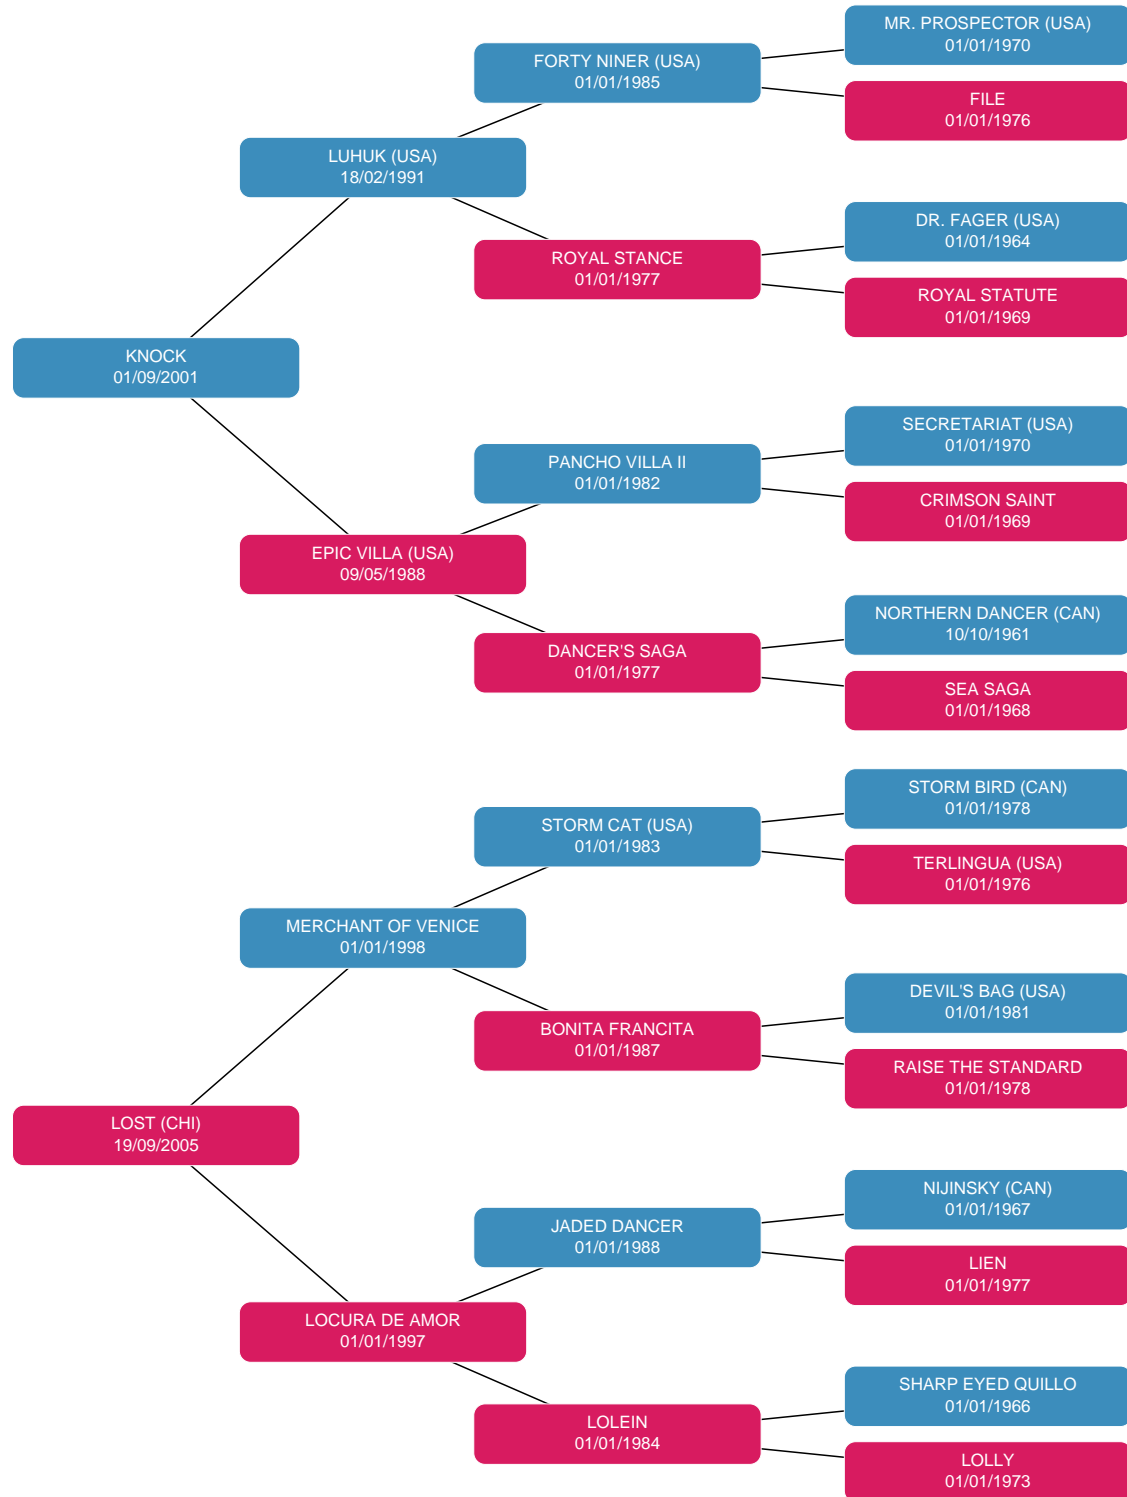 MR. PROSPECTOR (USA)
01/01/1970
FORTY NINER (USA)
01/01/1985
FILE
01/01/1976
LUHUK (USA)
18/02/1991
DR. FAGER (USA)
01/01/1964
ROYAL STANCE
01/01/1977
ROYAL STATUTE
01/01/1969
KNOCK
01/09/2001
SECRETARIAT (USA)
01/01/1970
PANCHO VILLA II
01/01/1982
CRIMSON SAINT
01/01/1969
EPIC VILLA (USA)
09/05/1988
NORTHERN DANCER (CAN)
10/10/1961
DANCER'S SAGA
01/01/1977
SEA SAGA
01/01/1968
STORM BIRD (CAN)
01/01/1978
STORM CAT (USA)
01/01/1983
TERLINGUA (USA)
01/01/1976
MERCHANT OF VENICE
01/01/1998
DEVIL'S BAG (USA)
01/01/1981
BONITA FRANCITA
01/01/1987
RAISE THE STANDARD
01/01/1978
LOST (CHI)
19/09/2005
NIJINSKY (CAN)
01/01/1967
JADED DANCER
01/01/1988
LIEN
01/01/1977
LOCURA DE AMOR
01/01/1997
SHARP EYED QUILLO
01/01/1966
LOLEIN
01/01/1984
LOLLY
01/01/1973